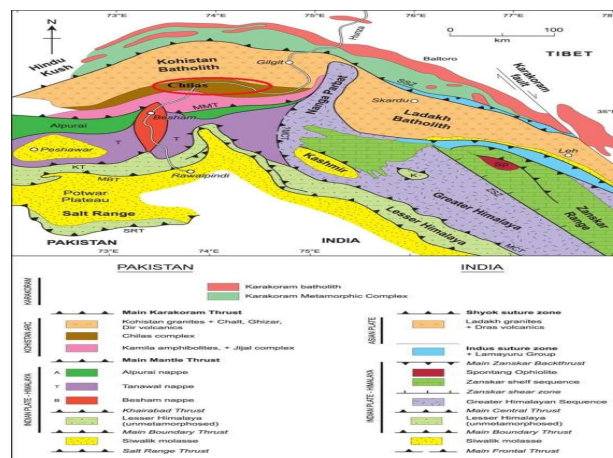 72°E 73°E 74°E 75°E 76°E 77°E
N
Hunza
0 100
km
TIBET
Hindu Kush
Kohistan Batholith
Gilgit
Baltoro
SSZ
Karakoram fault
Chilas
Nanga Parbat
Skardu
35°
MMT
Besham
Ladakh Batholith
Alpurai
T T
Peshawar
Leh
KT
MBT
Kashmir
K
SO
ZSZ
Rawalpindi
Potwar Plateau
Greater Himalaya
Zanskar Range
Salt Range
Lesser Himalaya
MCT
SRT
PAKISTAN INDIA
73°E 74°E 75°E
PAKISTAN INDIA
KARAKORAM
Karakoram batholith
Karakoram Metamorphic Complex
Main Karakoram Thrust
Shyok suture zone
KOHISTAN ARC
Kohistan granites + Chalt, Ghizar, Dir volcanics
ASIAN PLATE
Ladakh granites + Dras volcanics
Chilas complex
Kamila amphibolites, + Jijal complex
Indus suture zone + Lamayuru Group
Main Mantle Thrust
Main Zanskar Backthrust
INDIAN PLATE - HIMALAYA
A Alpurai nappe
Spontang Ophiolite
T Tanawal nappe
Zanskar shelf sequence
Zanskar shear zone
B Besham nappe
Greater Himalayan Sequence
Khairabad Thrust
Main Central Thrust
Lesser Himalaya (unmetamorphosed)
Lesser Himalaya (unmetamorphosed)
Main Boundary Thrust
Main Boundary Thrust
Siwalik molasse
Siwalik molasse
Salt Range Thrust
Main Frontal Thrust
INDIAN PLATE - HIMALAYA